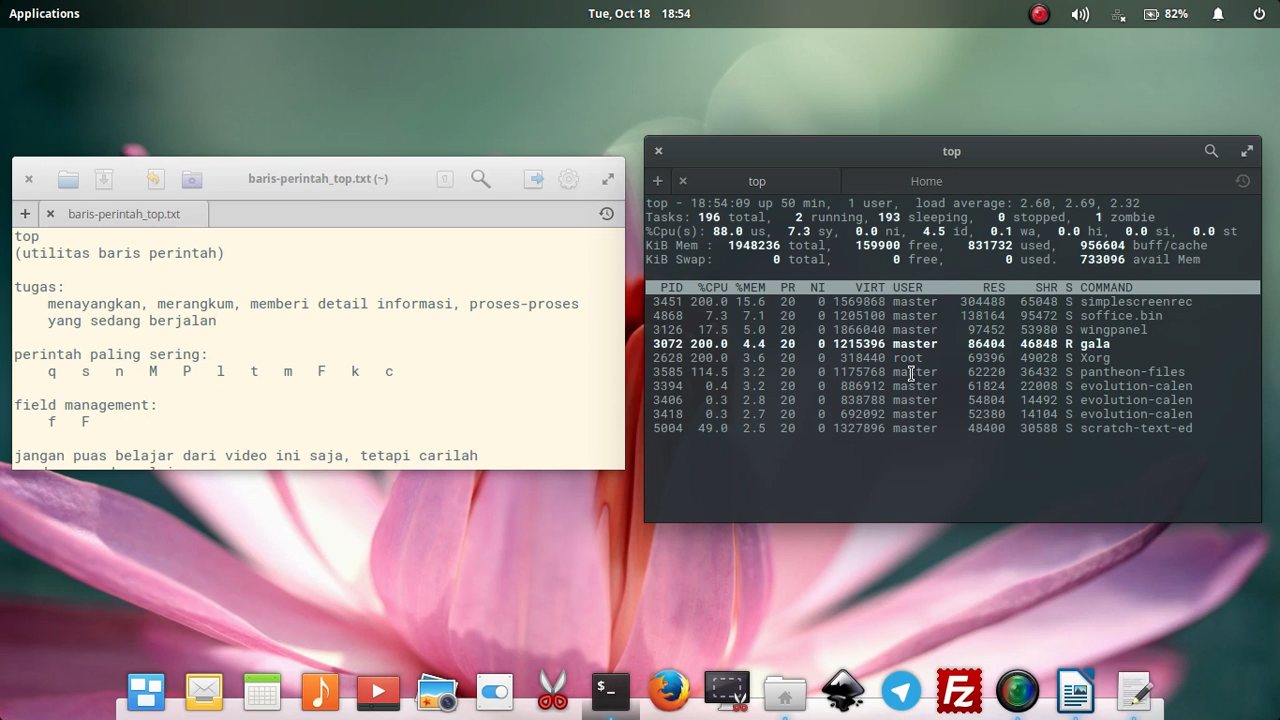 Applications
Tue, Oct 18 18:54
82%
baris-perintah_top.txt (~)
baris-perintah_top.txt
top
(utilitas baris perintah)
tugas:
menayangkan, merangkum, memberi detail informasi, proses-proses
yang sedang berjalan
perintah paling sering:
q s n M P l t m F k c
field management:
f F
jangan puas belajar dari video ini saja, tetapi carilah
top
top
Home
top - 18:54:09 up 50 min, 1 user, load average: 2.60, 2.69, 2.32
Tasks: 196 total, 2 running, 193 sleeping, 0 stopped, 1 zombie
%Cpu(s): 88.0 us, 7.3 sy, 0.0 ni, 4.5 id, 0.1 wa, 0.0 hi, 0.0 si, 0.0 st
KiB Mem : 1948236 total, 159900 free, 831732 used, 956604 buff/cache
KiB Swap: 0 total, 0 free, 0 used. 733096 avail Mem
PID %CPU %MEM PR NI VIRT USER RES SHR S COMMAND
3451 200.0 15.6 20 0 1569868 master 304488 65048 S simplescreenrec
4868 7.3 7.1 20 0 1205100 master 138164 95472 S soffice.bin
3126 17.5 5.0 20 0 1866040 master 97452 53980 S wingpanel
3072 200.0 4.4 20 0 1215396 master 86404 46848 R gala
2628 200.0 3.6 20 0 318440 root 69396 49028 S Xorg
3585 114.5 3.2 20 0 1175768 master 62220 36432 S pantheon-files
3394 0.4 3.2 20 0 886912 master 61824 22008 S evolution-calen
3406 0.3 2.8 20 0 838788 master 54804 14492 S evolution-calen
3418 0.3 2.7 20 0 692092 master 52380 14104 S evolution-calen
5004 49.0 2.5 20 0 1327896 master 48400 30588 S scratch-text-ed
>_
Fz